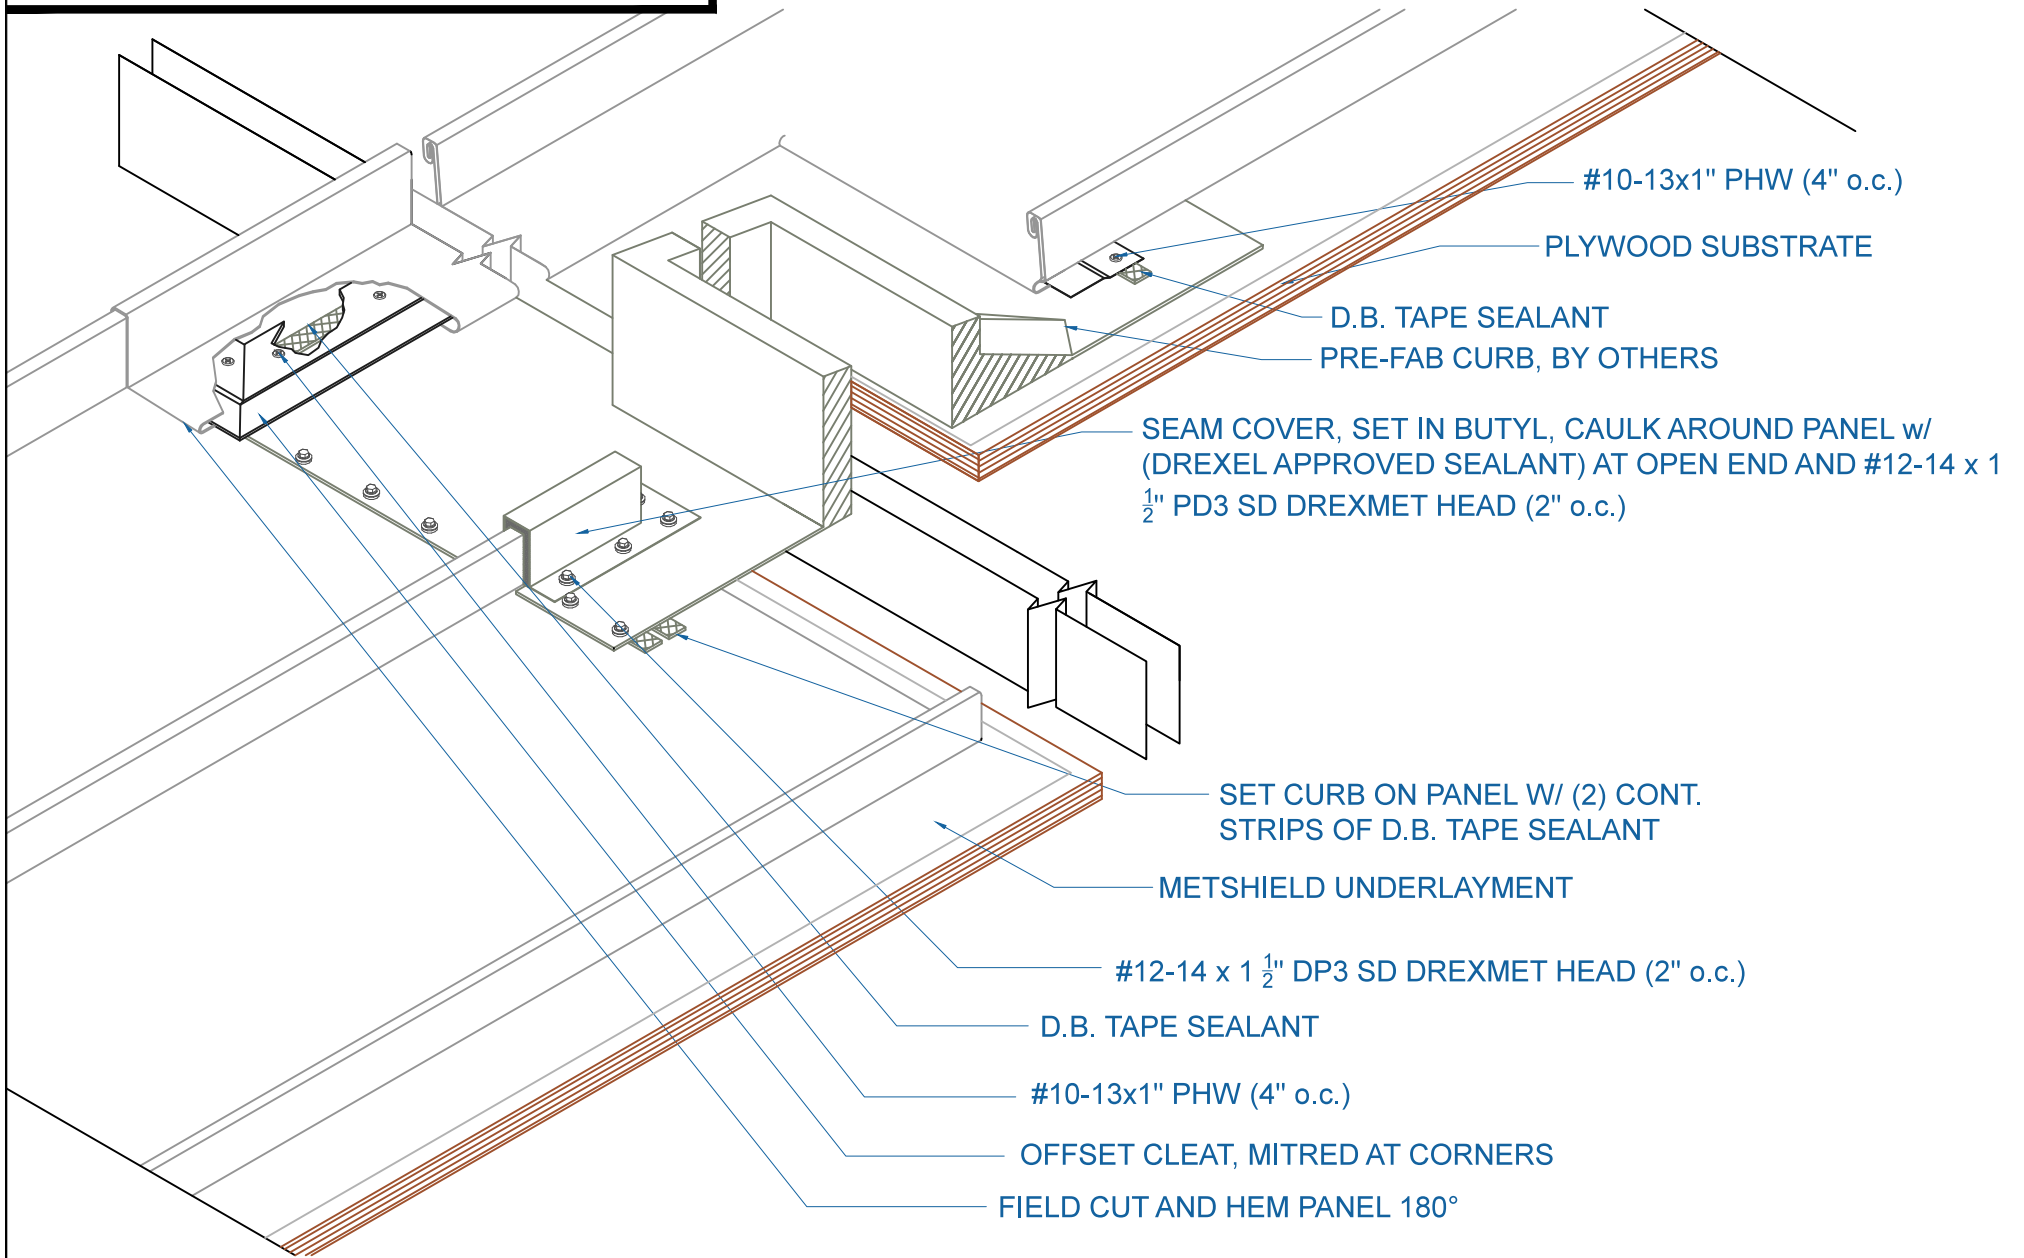 #10-13x1" PHW (4" o.c.)
PLYWOOD SUBSTRATE
D.B. TAPE SEALANT
PRE-FAB CURB, BY OTHERS
SEAM COVER, SET IN BUTYL, CAULK AROUND PANEL w/
(DREXEL APPROVED SEALANT) AT OPEN END AND #12-14 x 1
1/2" PD3 SD DREXMET HEAD (2" o.c.)
SET CURB ON PANEL W/ (2) CONT.
STRIPS OF D.B. TAPE SEALANT
METSHIELD UNDERLAYMENT
#12-14 x 1 1/2" DP3 SD DREXMET HEAD (2" o.c.)
D.B. TAPE SEALANT
#10-13x1" PHW (4" o.c.)
OFFSET CLEAT, MITRED AT CORNERS
FIELD CUT AND HEM PANEL 180°